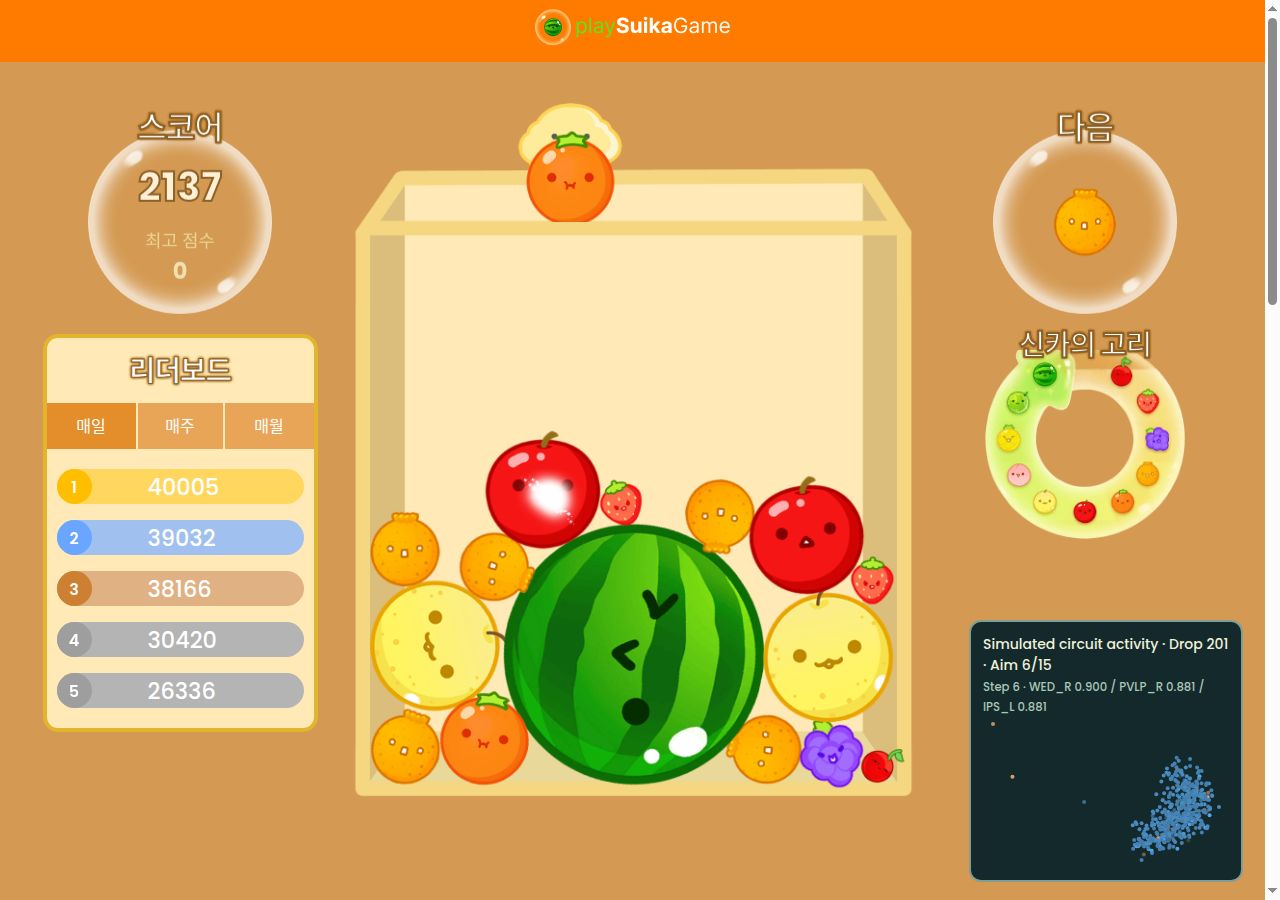 playSuikaGame
스코어
2137
최고 점수
0
다음
리더보드
매일 매주 매월
1 40005
2 39032
3 38166
4 30420
5 26336
신카의 고리
Simulated circuit activity · Drop 201
· Aim 6/15
Step 6 · WED_R 0.900 / PVLP_R 0.881 /
IPS_L 0.881